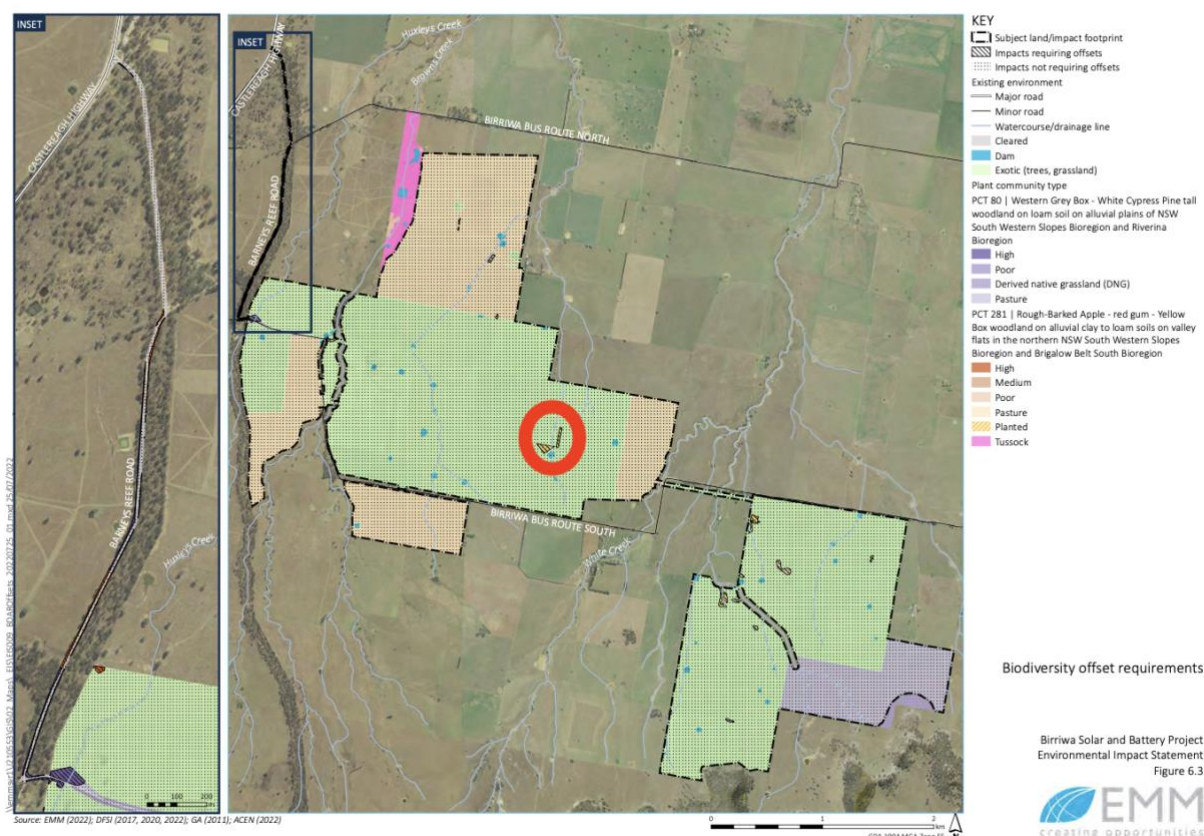 INSET
CASTLEREAGH HIGHWAY
BARNEYS REEF ROAD
Huxleys Creek
0 100 200
m
INSET
CASTLEREAGH HIGHWAY
BARNEYS REEF ROAD
Huxleys Creek
Browns Creek
BIRRIWA BUS ROUTE NORTH
BIRRIWA BUS ROUTE SOUTH
White Creek
KEY
Subject land/impact footprint
Impacts requiring offsets
Impacts not requiring offsets
Existing environment
Major road
Minor road
Watercourse/drainage line
Cleared
Dam
Exotic (trees, grassland)
Plant community type
PCT 80 | Western Grey Box - White Cypress Pine tall
woodland on loam soil on alluvial plains of NSW
South Western Slopes Bioregion and Riverina
Bioregion
High
Poor
Derived native grassland (DNG)
Pasture
PCT 281 | Rough-Barked Apple - red gum - Yellow
Box woodland on alluvial clay to loam soils on valley
flats in the northern NSW South Western Slopes
Bioregion and Brigalow Belt South Bioregion
High
Medium
Poor
Pasture
Planted
Tussock
Biodiversity offset requirements
Birriwa Solar and Battery Project
Environmental Impact Statement
Figure 6.3
EMM
creating opportunities
Source: EMM (2022); DFSI (2017, 2020, 2022); GA (2011); ACEN (2022)
0 1 2
km
N